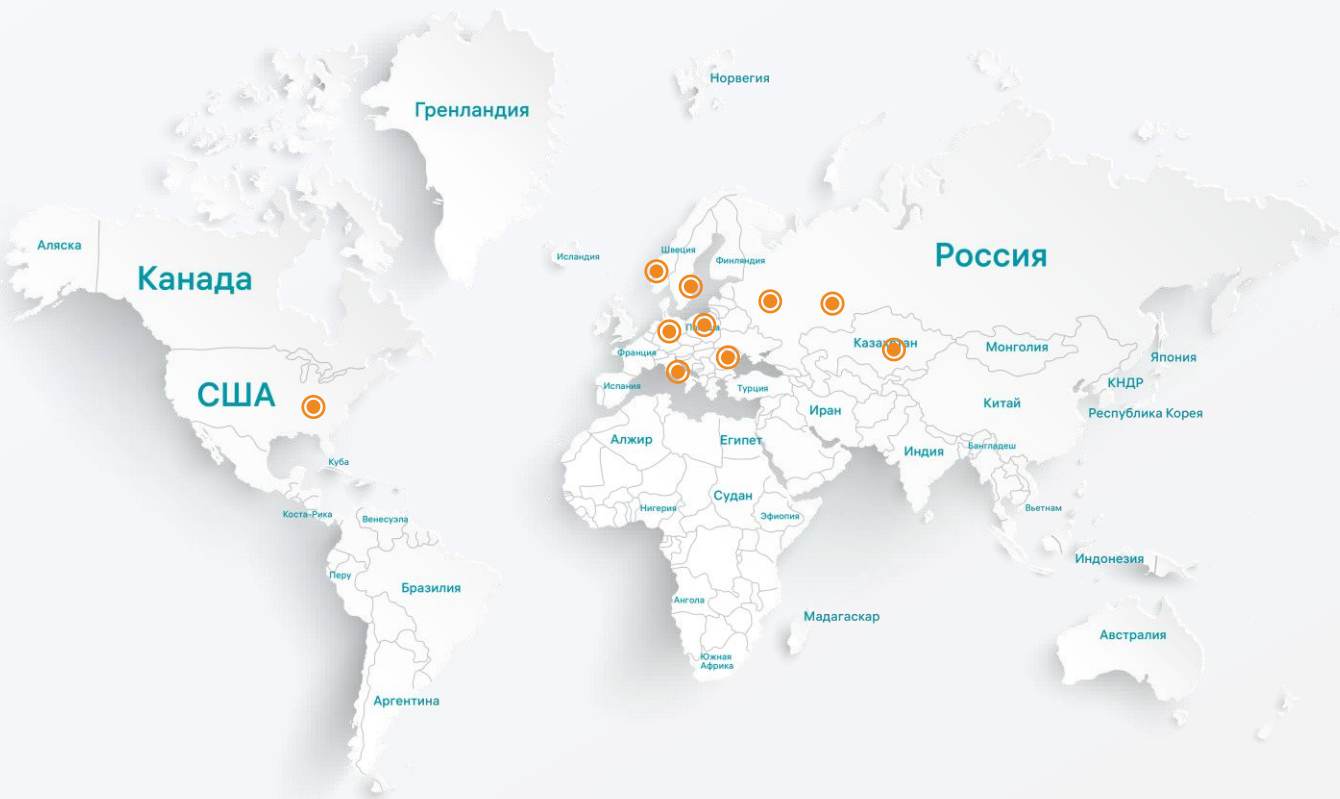 Норвегия
Гренландия
Аляска
Канада
Исландия
Швеция
Финляндия
Россия
Франция
Казахстан
Монголия
Япония
Испания
Турция
США
КНДР
Китай
Республика Корея
Иран
Алжир
Египет
Бангладеш
Индия
Куба
Судан
Нигерия
Эфиопия
Вьетнам
Коста-Рика
Венесуэла
Индонезия
Перу
Бразилия
Ангола
Мадагаскар
Австралия
Южная
Африка
Аргентина